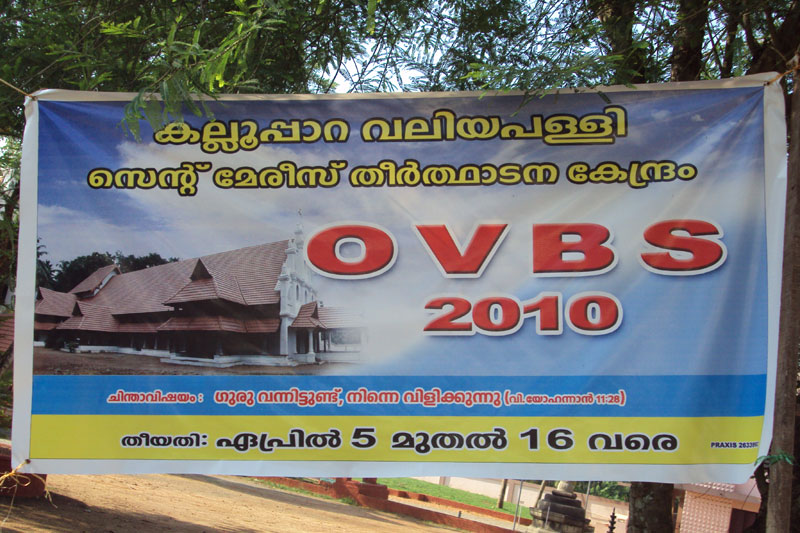 കല്ലൂപ്പാറ വലിയപള്ളി
സെന്റ് മേരീസ് തീർത്ഥാടന കേന്ദ്രം
OVBS
2010
ചിന്താവിഷയം : ഗുരു വന്നിട്ടുണ്ട്, നിന്നെ വിളിക്കുന്നു (വി.യോഹന്നാൻ 11:28)
തീയതി: ഏപ്രിൽ 5 മുതൽ 16 വരെ
PRAXIS